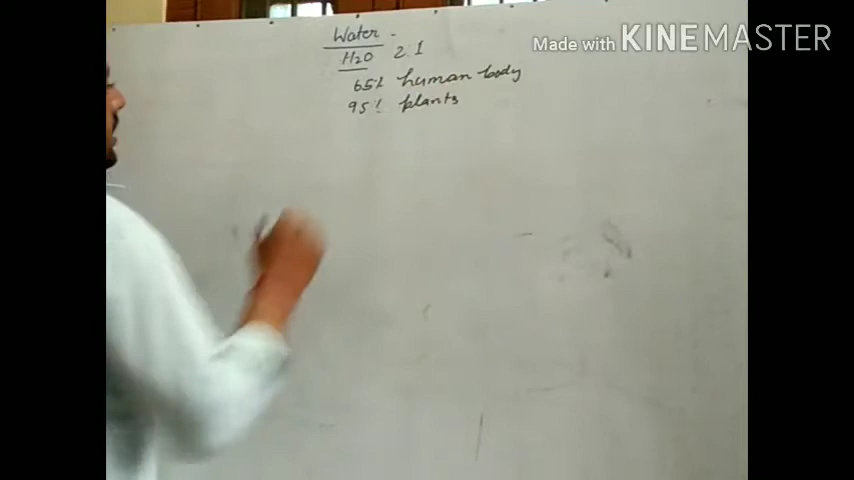 Water -
H2O 2 1
65% human body
95% plants
Made with KINEMASTER